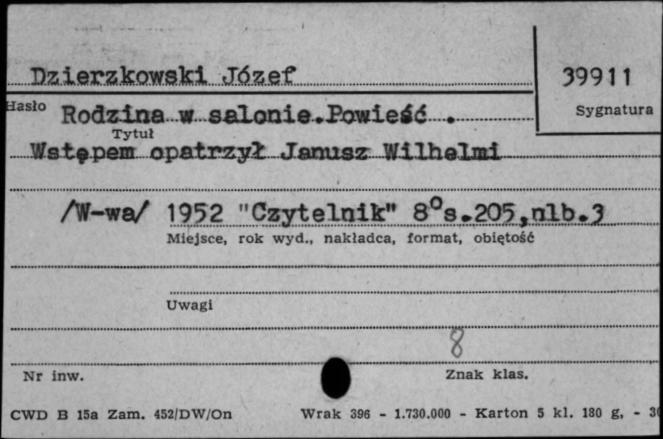 Dzierzkowski Józef
39911
Hasło
Sygnatura
Rodzina w salonie.Powieść .
Tytuł
Wstępem opatrzył Janusz Wilhelmi
/W-wa/ 1952 "Czytelnik" 8⁰s.205,nlb.3
Miejsce, rok wyd., nakładca, format, objętość
Uwagi
8
Nr inw.
Znak klas.
CWD B 15a Zam. 452/DW/On Wrak 396 - 1.730.000 - Karton 5 kl. 180 g, - 30